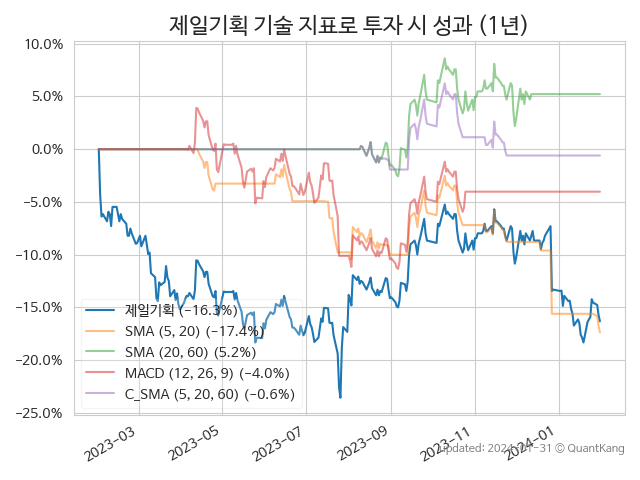 제일기획 기술 지표로 투자 시 성과 (1년)
10.0%
5.0%
0.0%
−5.0%
−10.0%
−15.0%
−20.0%
−25.0%
제일기획 (−16.3%)
SMA (5, 20) (−17.4%)
SMA (20, 60) (5.2%)
MACD (12, 26, 9) (−4.0%)
C_SMA (5, 20, 60) (−0.6%)
2023−03
2023−05
2023−07
2023−09
2023−11
2024−01
updated: 2024-01-31 © QuantKang